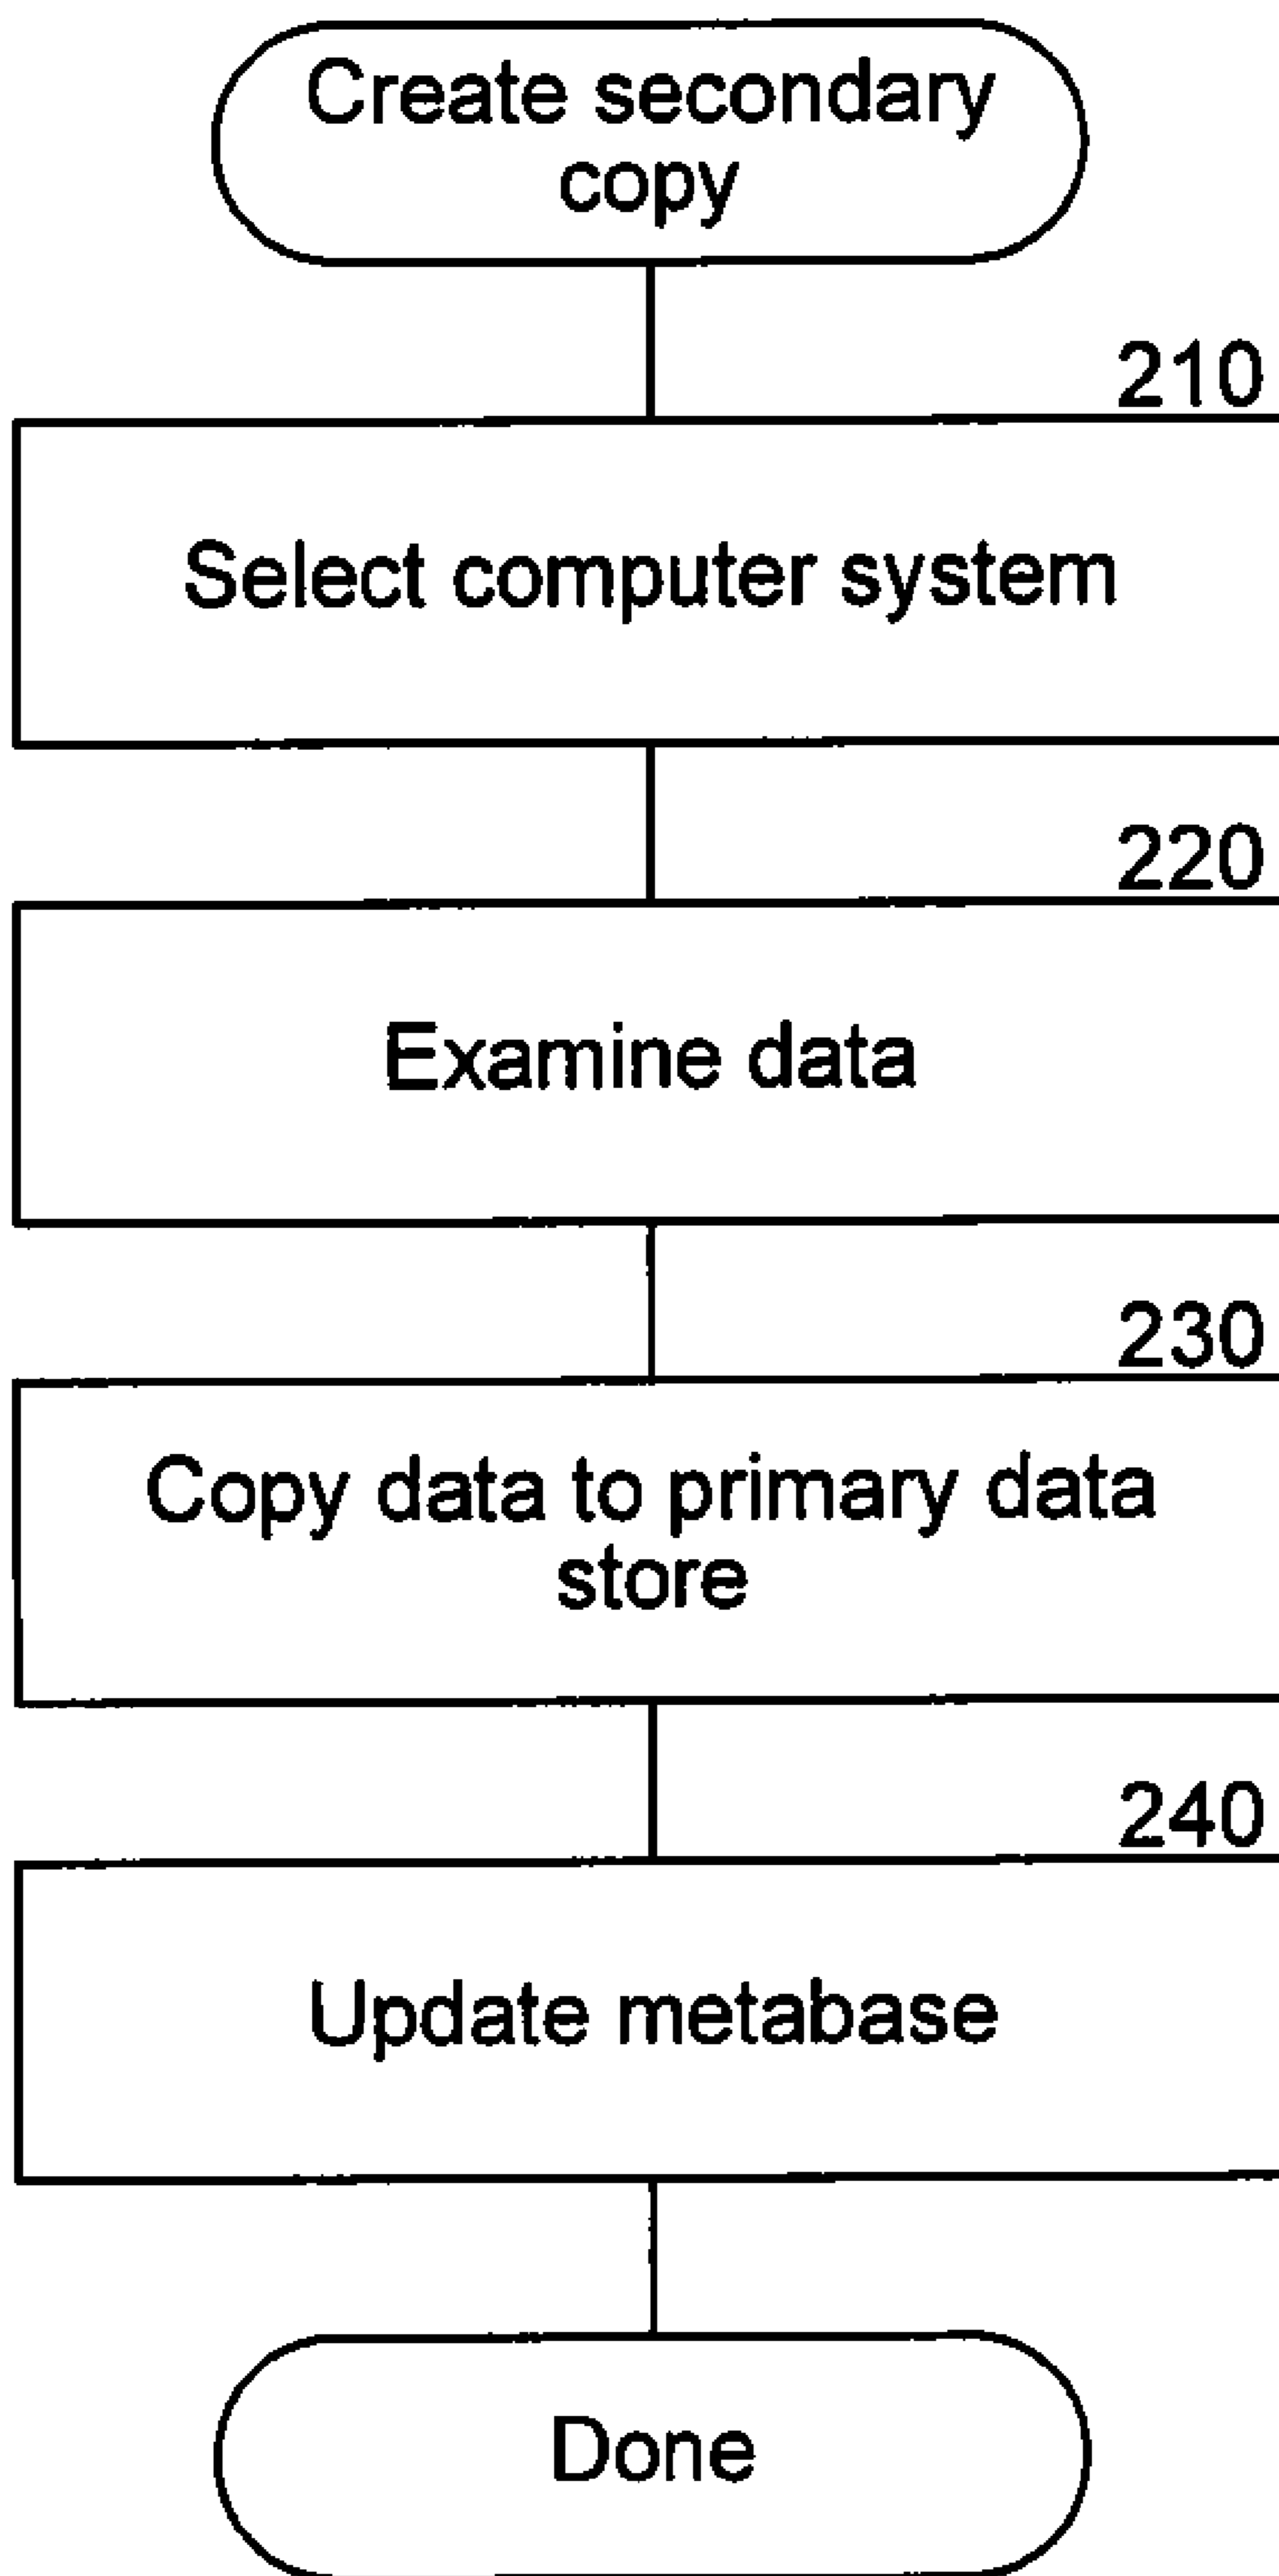 Create secondary
copy
210
Select computer system
220
Examine data
230
Copy data to primary data
store
240
Update metabase
Done